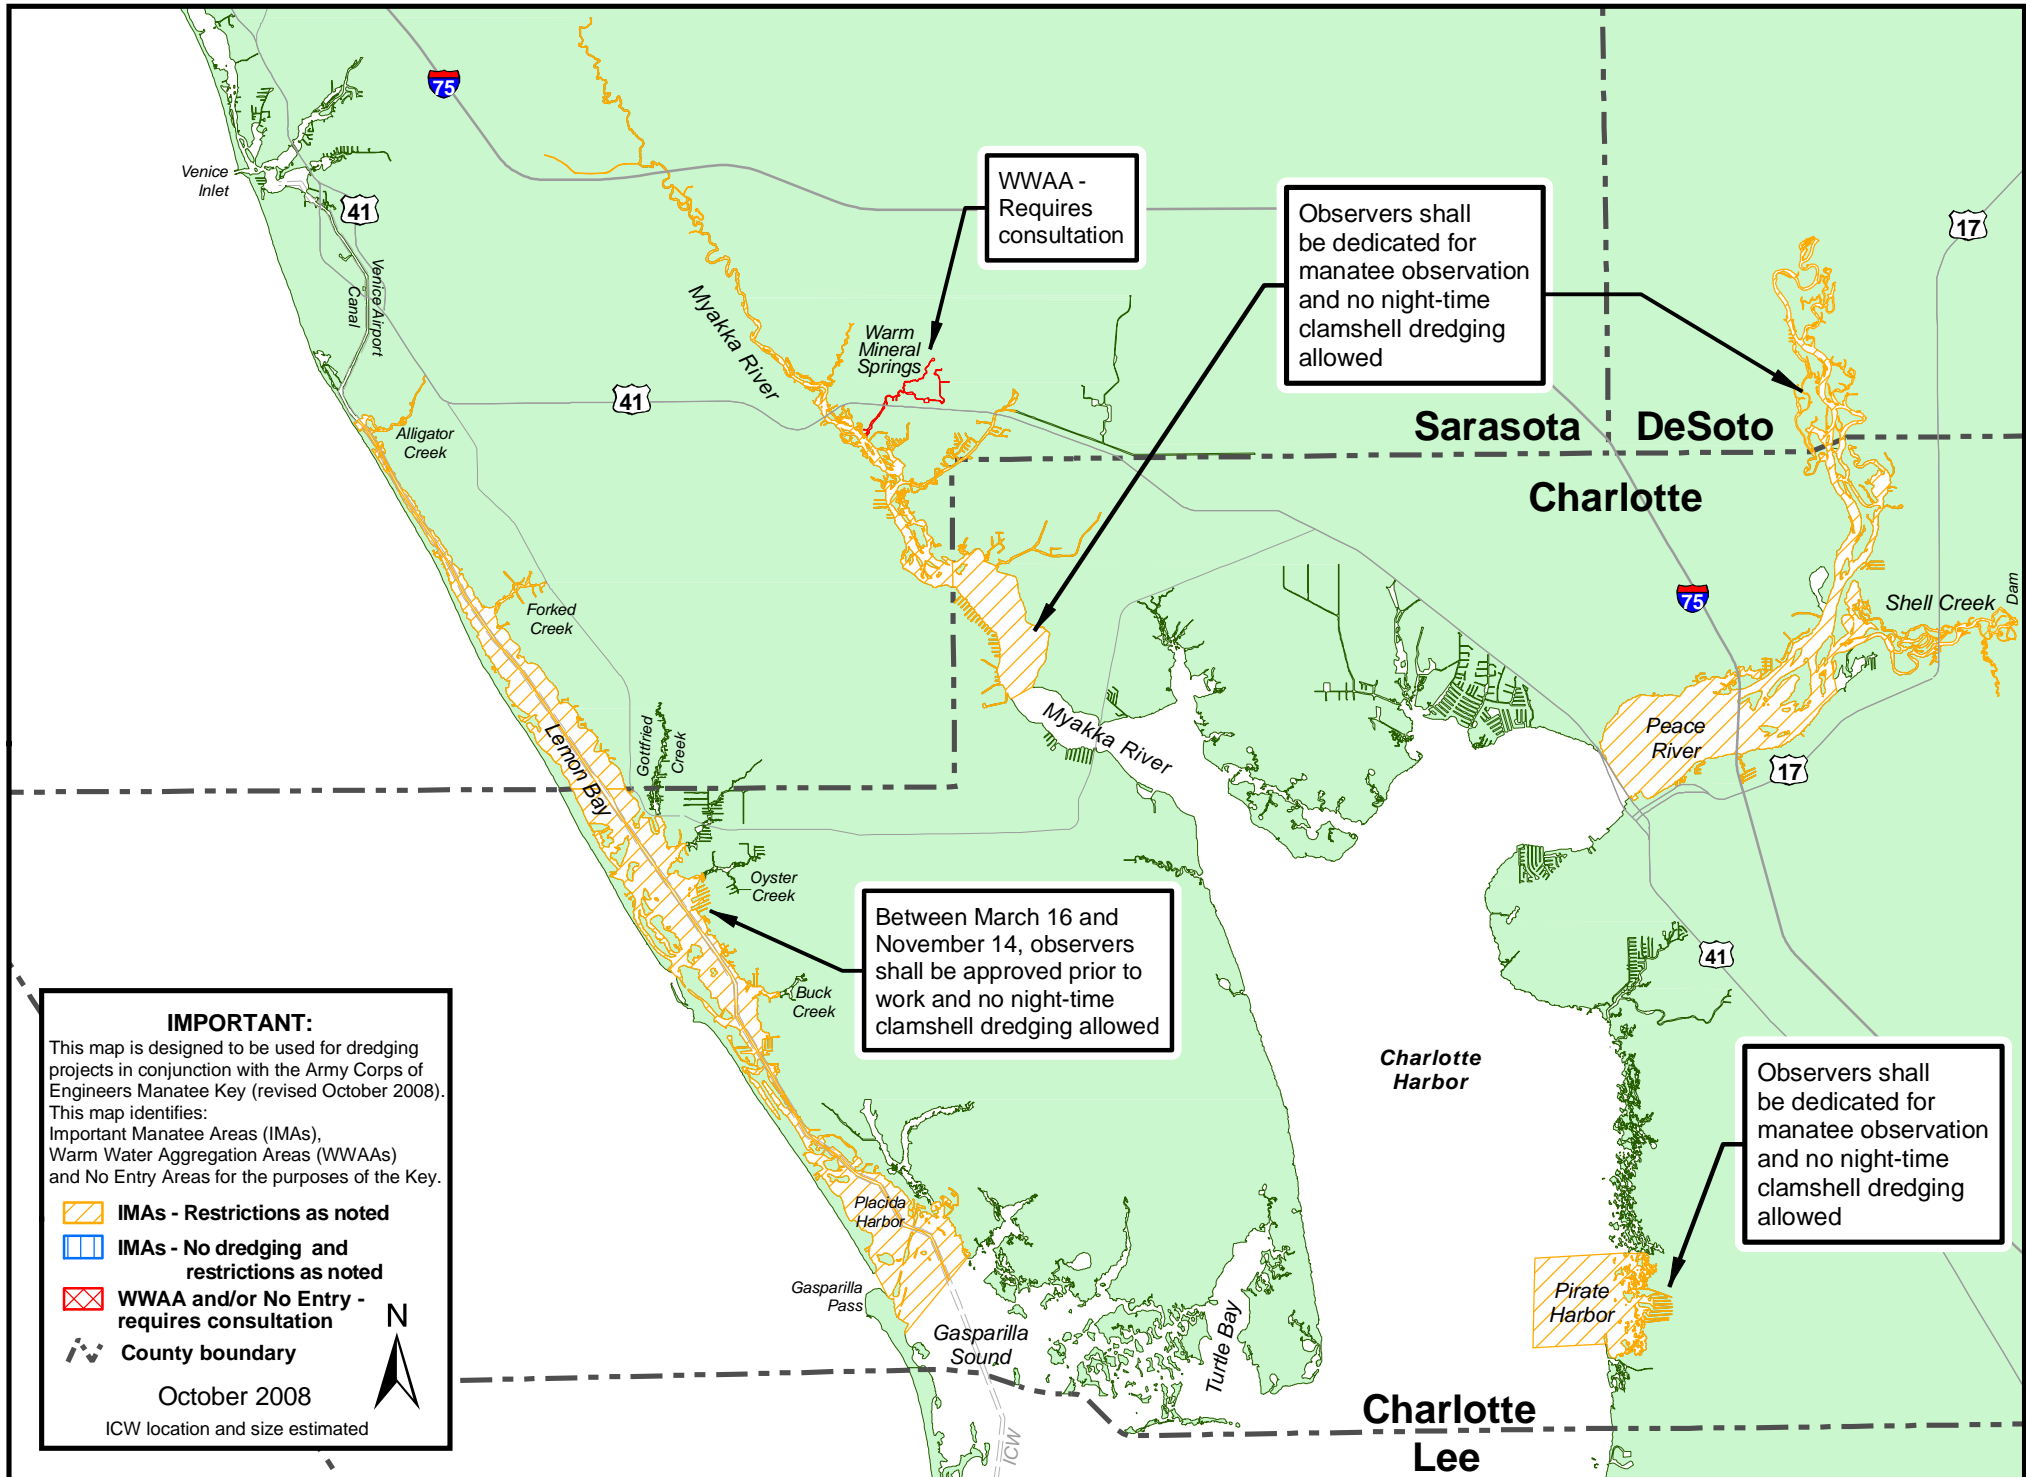 75
Venice
Inlet
41
Venice Airport
Canal
WWAA -
Requires
consultation
Observers shall
be dedicated for
manatee observation
and no night-time
clamshell dredging
allowed
17
Myakka River
Warm
Mineral
Springs
41
Alligator
Creek
Sarasota
DeSoto
Charlotte
Forked
Creek
75
Shell Creek
Dam
Lemon Bay
Gottfried
Creek
Myakka River
Peace
River
17
Oyster
Creek
Between March 16 and
November 14, observers
shall be approved prior to
work and no night-time
clamshell dredging allowed
41
Buck
Creek
Charlotte
Harbor
Observers shall
be dedicated for
manatee observation
and no night-time
clamshell dredging
allowed
Placida
Harbor
Gasparilla
Pass
Pirate
Harbor
Gasparilla
Sound
Turtle Bay
Charlotte
Lee
ICW
IMPORTANT:
This map is designed to be used for dredging
projects in conjunction with the Army Corps of
Engineers Manatee Key (revised October 2008).
This map identifies:
Important Manatee Areas (IMAs),
Warm Water Aggregation Areas (WWAAs)
and No Entry Areas for the purposes of the Key.
IMAs - Restrictions as noted
IMAs - No dredging and
restrictions as noted
WWAA and/or No Entry -
requires consultation
N
County boundary
October 2008
ICW location and size estimated